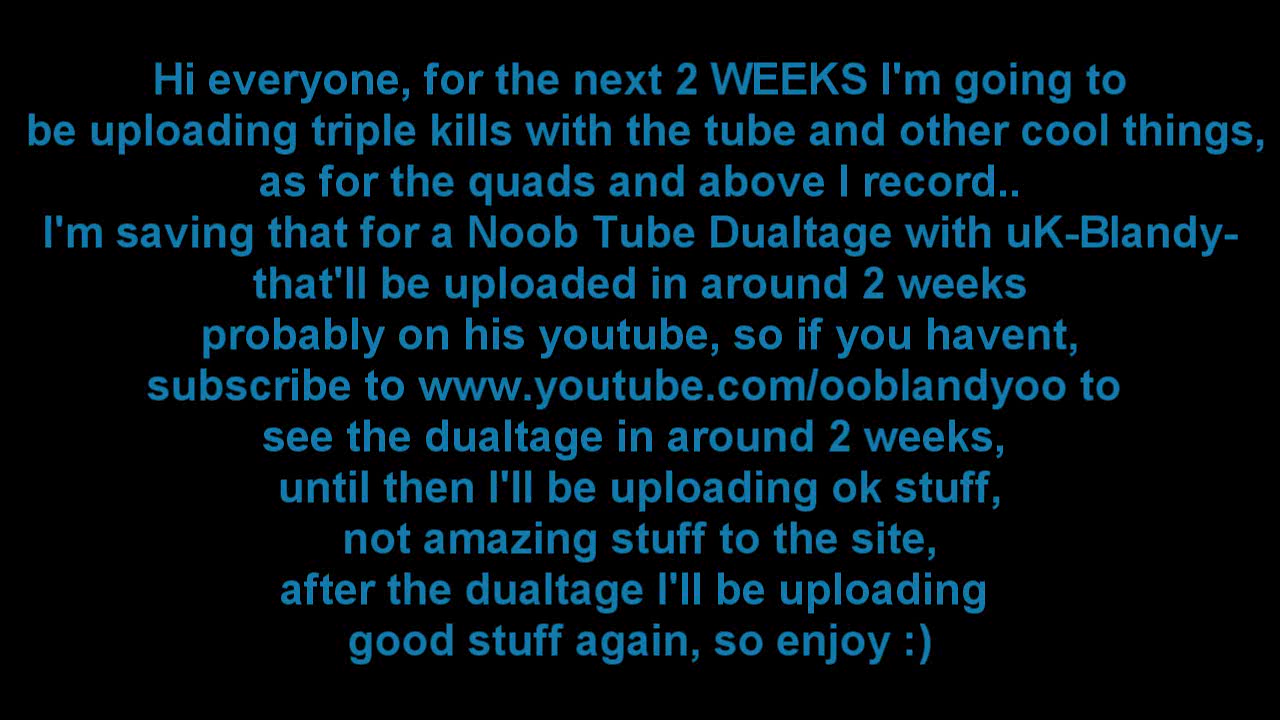 Hi everyone, for the next 2 WEEKS I'm going to
be uploading triple kills with the tube and other cool things,
as for the quads and above I record..
I'm saving that for a Noob Tube Dualtage with uK-Blandy-
that'll be uploaded in around 2 weeks
probably on his youtube, so if you havent,
subscribe to www.youtube.com/ooblandyoo to
see the dualtage in around 2 weeks,
until then I'll be uploading ok stuff,
not amazing stuff to the site,
after the dualtage I'll be uploading
good stuff again, so enjoy :)